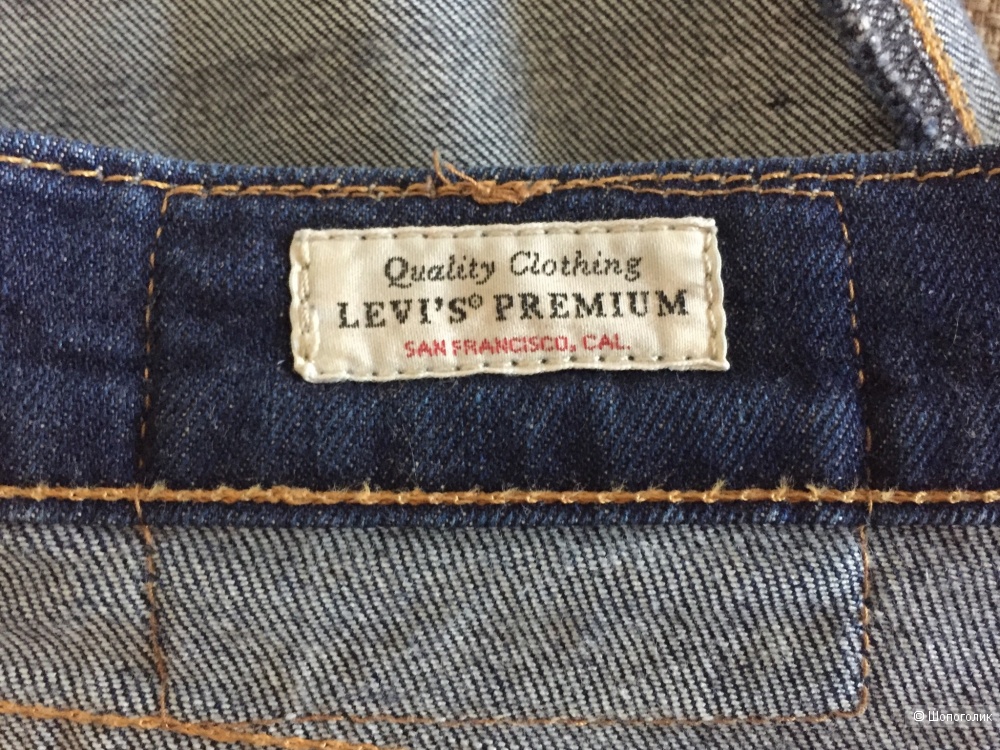 Quality Clothing
LEVI'S® PREMIUM
SAN FRANCISCO, CAL.
© Шопоголик